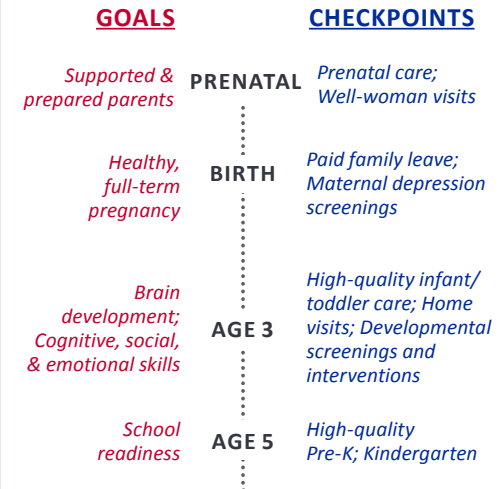 GOALS
CHECKPOINTS
Supported &
prepared parents
PRENATAL
Prenatal care;
Well-woman visits
Healthy,
full-term
pregnancy
BIRTH
Paid family leave;
Maternal depression
screenings
Brain
development;
Cognitive, social,
& emotional skills
AGE 3
High-quality infant/
toddler care; Home
visits; Developmental
screenings and
interventions
School
readiness
AGE 5
High-quality
Pre-K; Kindergarten